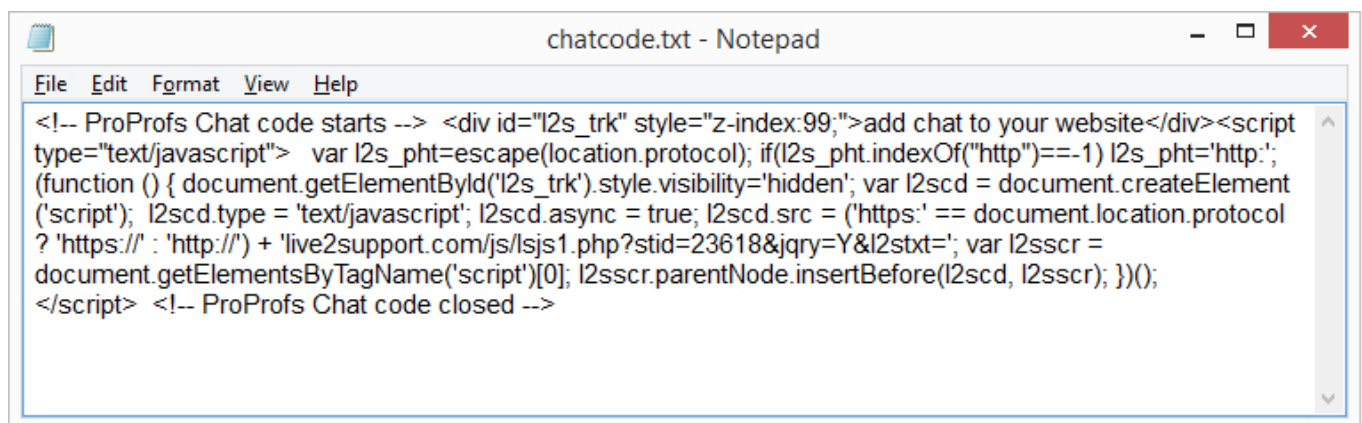 chatcode.txt - Notepad
File Edit Format View Help
<!-- ProProfs Chat code starts -->  <div id="l2s_trk" style="z-index:99;">add chat to your website</div><script
type="text/javascript">   var l2s_pht=escape(location.protocol); if(l2s_pht.indexOf("http")==-1) l2s_pht='http:';
(function () { document.getElementById('l2s_trk').style.visibility='hidden'; var l2scd = document.createElement
('script');  l2scd.type = 'text/javascript'; l2scd.async = true; l2scd.src = ('https:' == document.location.protocol
? 'https://' : 'http://') + 'live2support.com/js/lsjs1.php?stid=23618&jqry=Y&l2stxt='; var l2sscr =
document.getElementsByTagName('script')[0]; l2sscr.parentNode.insertBefore(l2scd, l2sscr); })();
</script>  <!-- ProProfs Chat code closed -->